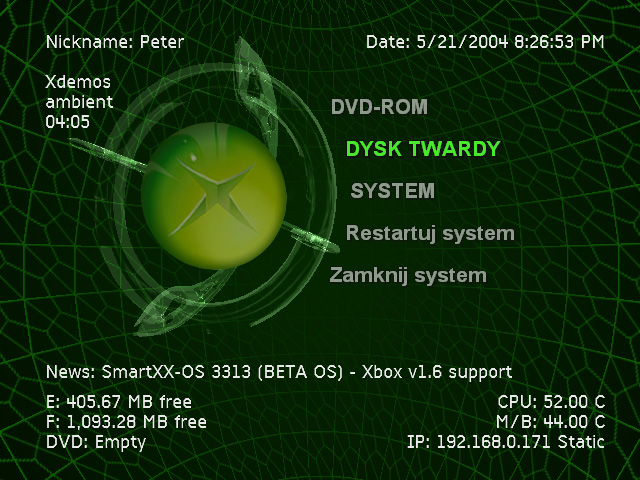 Nickname: Peter
Date: 5/21/2004 8:26:53 PM
Xdemos
ambient
04:05
DVD-ROM
DYSK TWARDY
SYSTEM
Restartuj system
Zamknij system
News: SmartXX-OS 3313 (BETA OS) - Xbox v1.6 support
E: 405.67 MB free
F: 1,093.28 MB free
DVD: Empty
CPU: 52.00 C
M/B: 44.00 C
IP: 192.168.0.171 Static